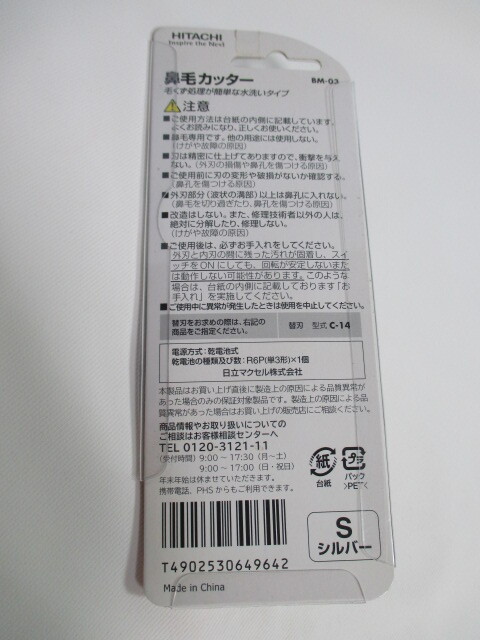 HITACHI
Inspire the Next
鼻毛カッター BM-03
毛くず処理が簡単な水洗いタイプ
注意
■ご使用方法は台紙の内側に記載しています。
よくお読みになり、正しくお使いください。
■鼻毛専用です。他の用途には使用しない。
(けがや故障の原因)
■刃は精密に仕上げてありますので、衝撃を与え
ない。(外刃の損傷や鼻孔を傷つける原因)
■ご使用前に刃の変形や破損がないか確認する。
(鼻孔を傷つける原因)
■外刃部分(波状の溝部)以上は鼻孔に入れない。
(鼻毛を切り過ぎたり、鼻孔を傷つける原因)
■改造はしない。また、修理技術者以外の人は、
絶対に分解したり、修理しない。
(けがや故障の原因)
■ご使用後は、必ずお手入れをしてください。
外刃と内刃の間に残った汚れが固着し、スイ
ッチをONにしても、回転が安定しないまた
は動作しない可能性があります。このような
場合は、台紙の内側に記載しております「お
手入れ」を実施してください。
■ご使用中に異常が発生したときは使用を中止してください。
替刃をお求めの際は、右記の
商品をご指定ください。
替刃 型式 C-14
電源方式:乾電池式
乾電池の種類及び数:R6P(単3形)×1個
日立マクセル株式会社
本製品はお買い上げ直後に製造上の原因による品質異常が
あった場合のみの保証対象製品です。製造上の原因による品
質異常があった場合はお買い上げの販売店にご相談ください。
商品情報やお取り扱いについての
ご相談はお客様相談センターへ
TEL 0120-3121-11
(受付時間) 9:00〜17:30 (月〜土)
9:00〜17:00 (日・祝日)
年末年始は休ませていただきます。
携帯電話、PHSからもご利用できます。
紙
台紙
プラ
パック
>PET<
S
シルバー
T4902530649642
Made in China